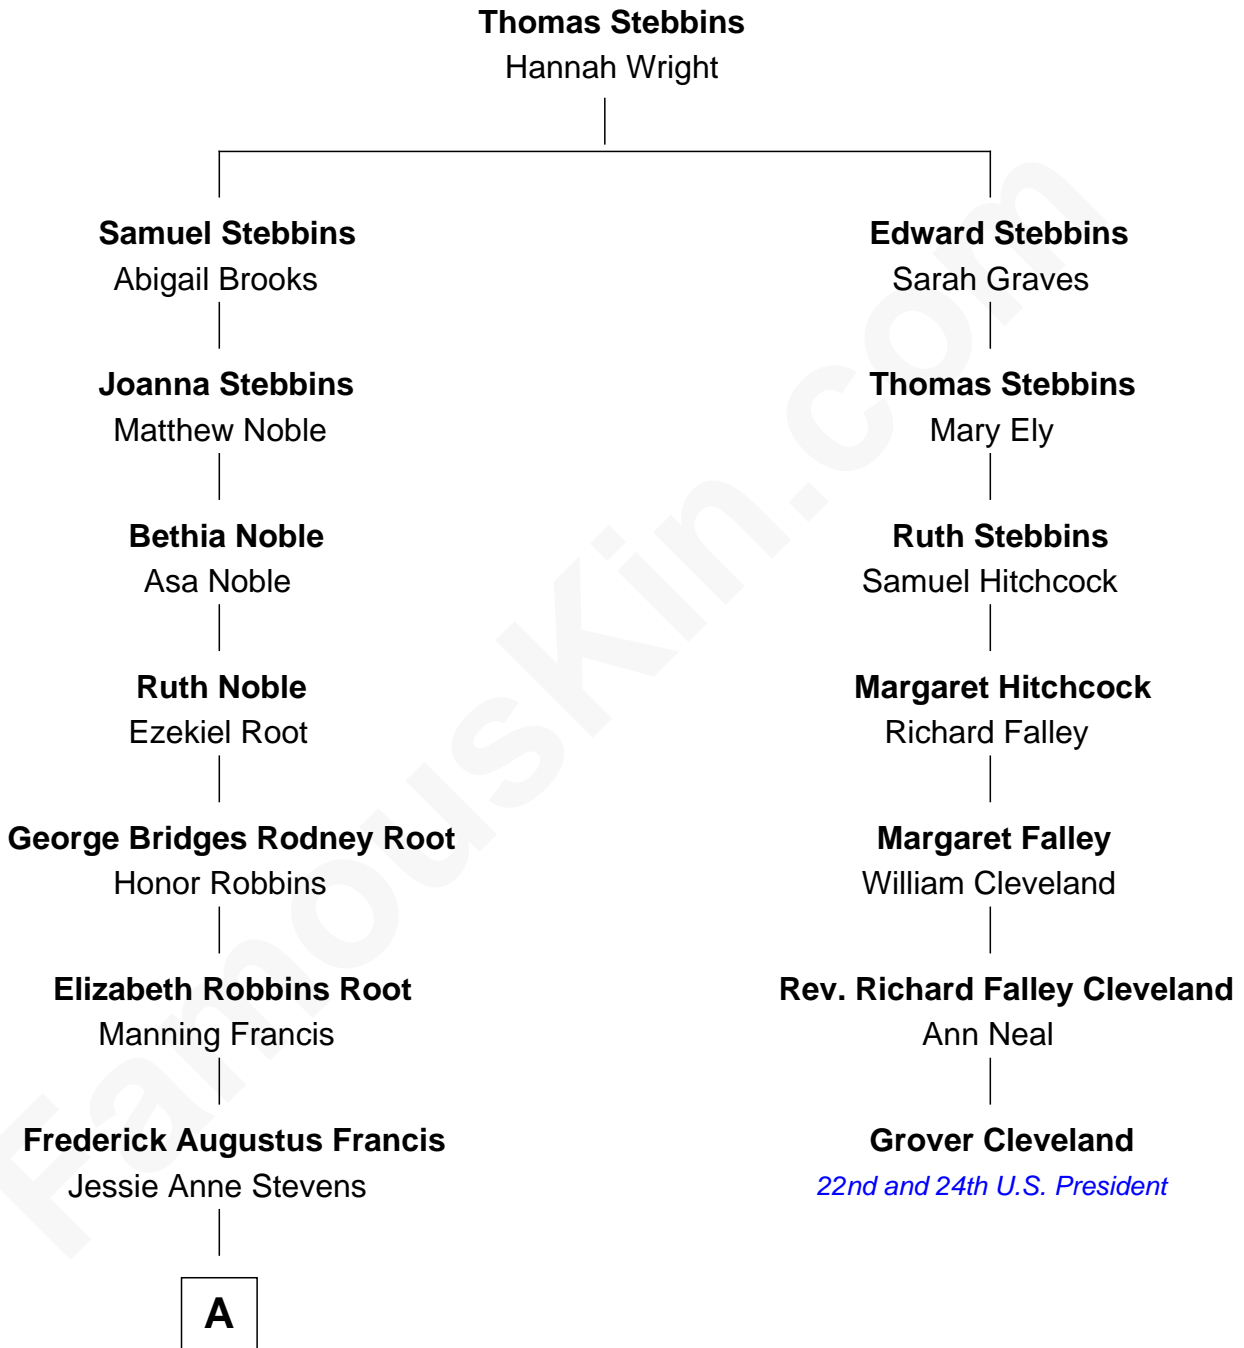 Thomas Stebbins
Hannah Wright
Samuel Stebbins
Abigail Brooks
Joanna Stebbins
Matthew Noble
Bethia Noble
Asa Noble
Ruth Noble
Ezekiel Root
George Bridges Rodney Root
Honor Robbins
Elizabeth Robbins Root
Manning Francis
Frederick Augustus Francis
Jessie Anne Stevens
A
Edward Stebbins
Sarah Graves
Thomas Stebbins
Mary Ely
Ruth Stebbins
Samuel Hitchcock
Margaret Hitchcock
Richard Falley
Margaret Falley
William Cleveland
Rev. Richard Falley Cleveland
Ann Neal
Grover Cleveland
22nd and 24th U.S. President
FamousKin.com